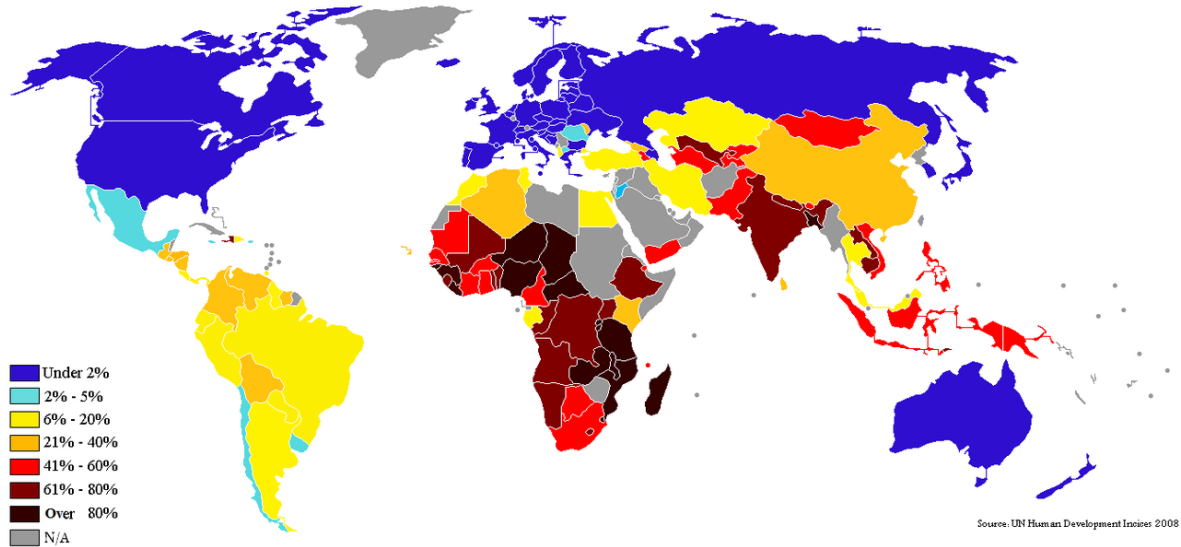 Under 2%
2% - 5%
6% - 20%
21% - 40%
41% - 60%
61% - 80%
Over 80%
N/A
Source: UN Human Development Incices 2008